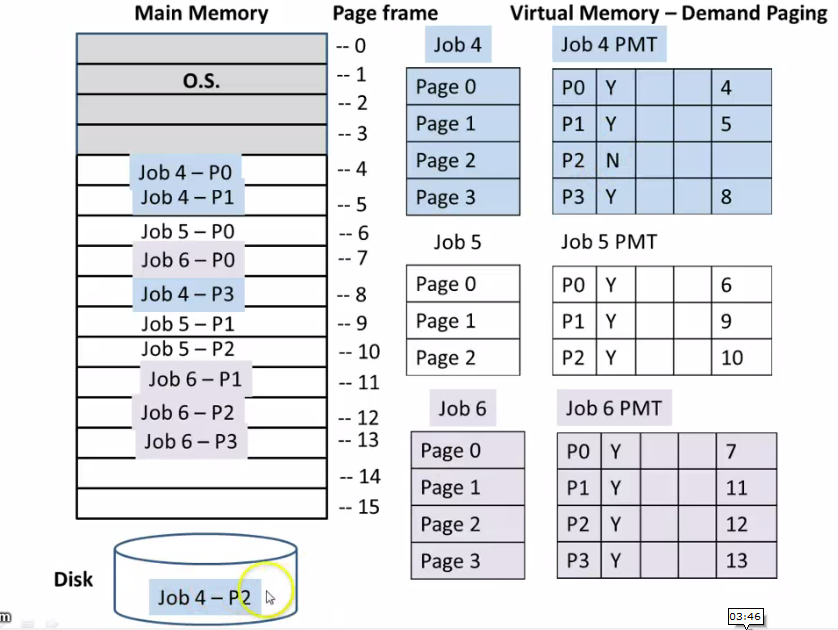 Main Memory Page frame Virtual Memory – Demand Paging
-- 0
O.S.
-- 1
-- 2
-- 3
Job 4 – P0
-- 4
Job 4 – P1
-- 5
Job 5 – P0
-- 6
Job 6 – P0
-- 7
Job 4 – P3
-- 8
Job 5 – P1
-- 9
Job 5 – P2
-- 10
Job 6 – P1
-- 11
Job 6 – P2
-- 12
Job 6 – P3
-- 13
-- 14
-- 15
Disk
Job 4 – P2
Job 4
Page 0
Page 1
Page 2
Page 3
Job 4 PMT
P0 Y 4
P1 Y 5
P2 N
P3 Y 8
Job 5
Page 0
Page 1
Page 2
Job 5 PMT
P0 Y 6
P1 Y 9
P2 Y 10
Job 6
Page 0
Page 1
Page 2
Page 3
Job 6 PMT
P0 Y 7
P1 Y 11
P2 Y 12
P3 Y 13
m
03:46